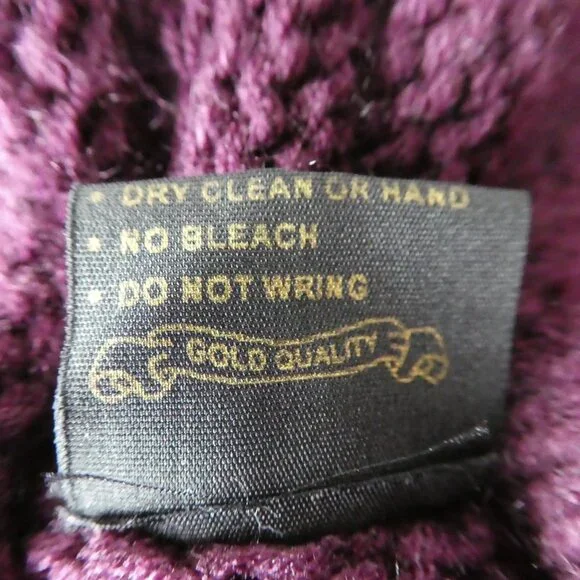 • DRY CLEAN OR HAND
• NO BLEACH
• DO NOT WRING
GOLD QUALITY